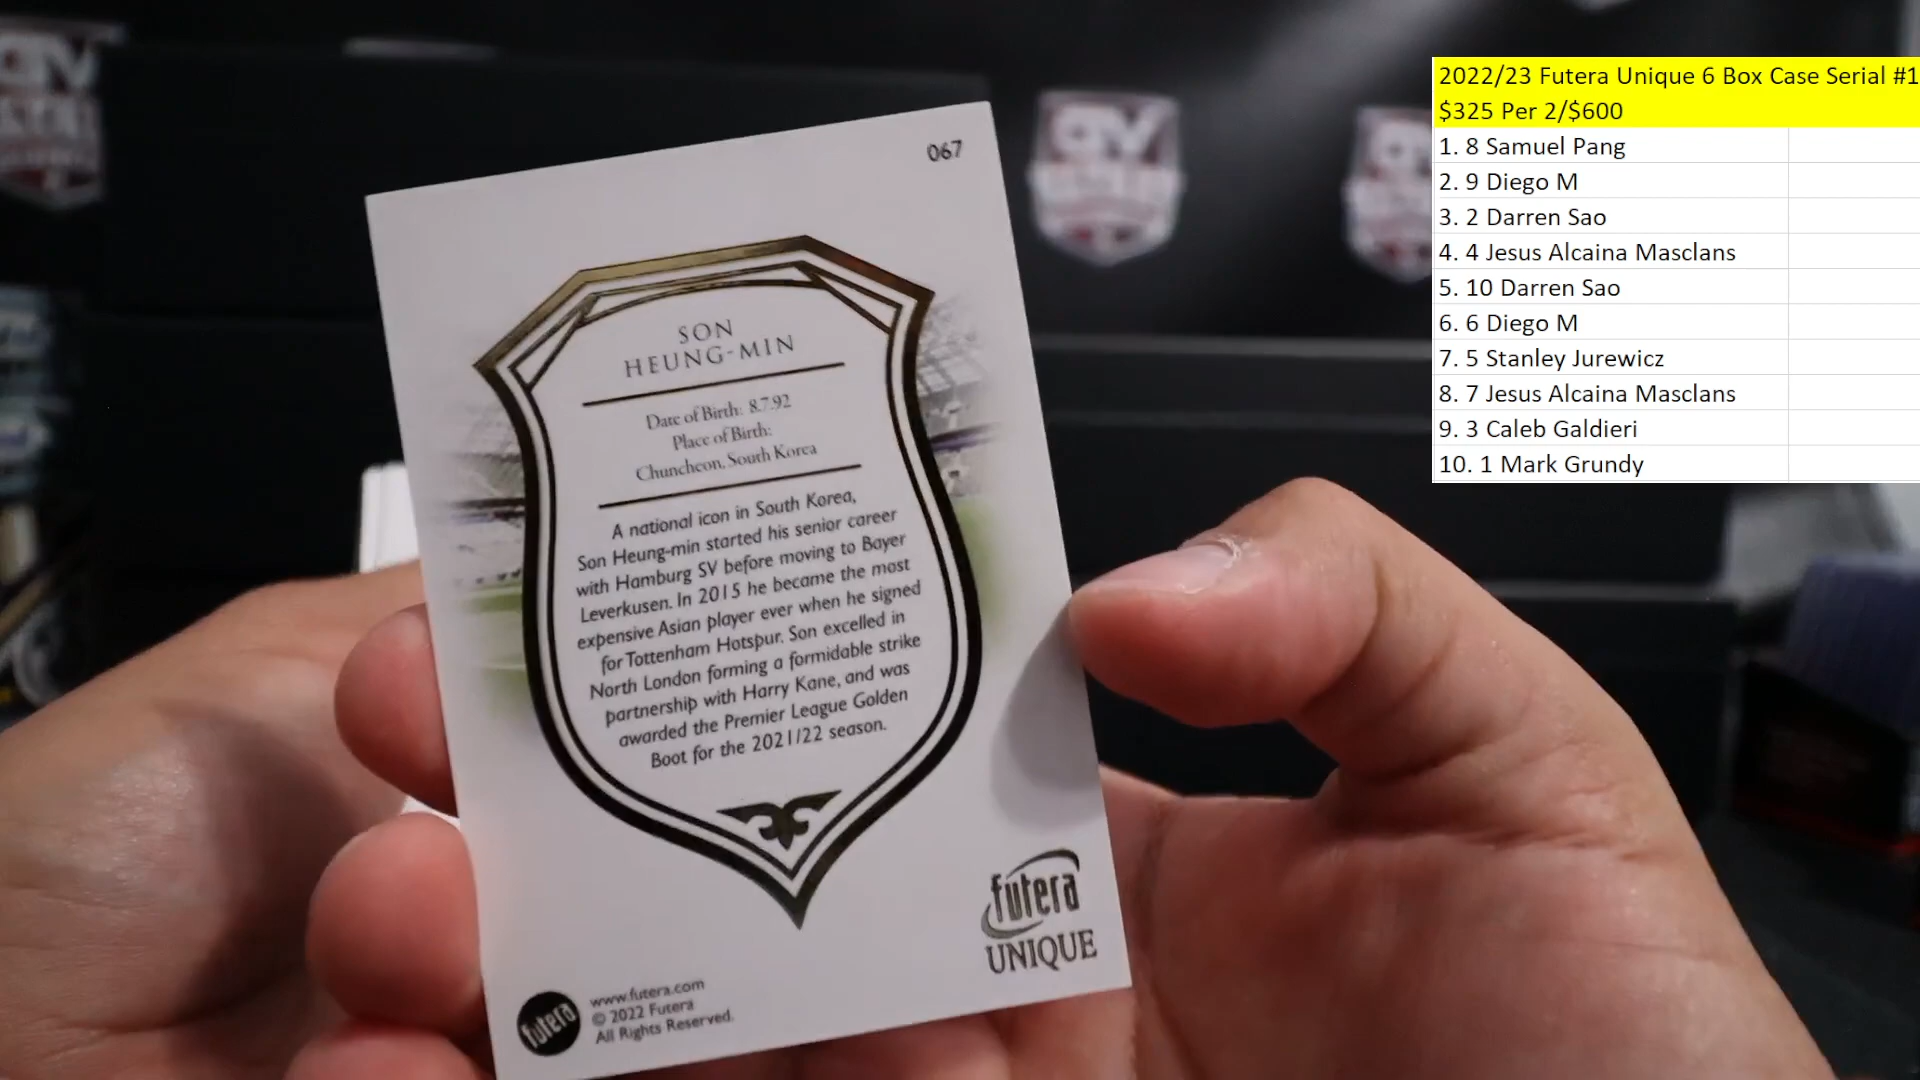 067
SON
HEUNG-MIN
Date of Birth: 8.7.92
Place of Birth:
Chuncheon, South Korea
A national icon in South Korea,
Son Heung-min started his senior career
with Hamburg SV before moving to Bayer
Leverkusen. In 2015 he became the most
expensive Asian player ever when he signed
for Tottenham Hotspur. Son excelled in
North London forming a formidable strike
partnership with Harry Kane, and was
awarded the Premier League Golden
Boot for the 2021/22 season.
futera
UNIQUE
futera
www.futera.com
© 2022 Futera
All Rights Reserved.
2022/23 Futera Unique 6 Box Case Serial #1
$325 Per 2/$600
1. 8 Samuel Pang
2. 9 Diego M
3. 2 Darren Sao
4. 4 Jesus Alcaina Masclans
5. 10 Darren Sao
6. 6 Diego M
7. 5 Stanley Jurewicz
8. 7 Jesus Alcaina Masclans
9. 3 Caleb Galdieri
10. 1 Mark Grundy